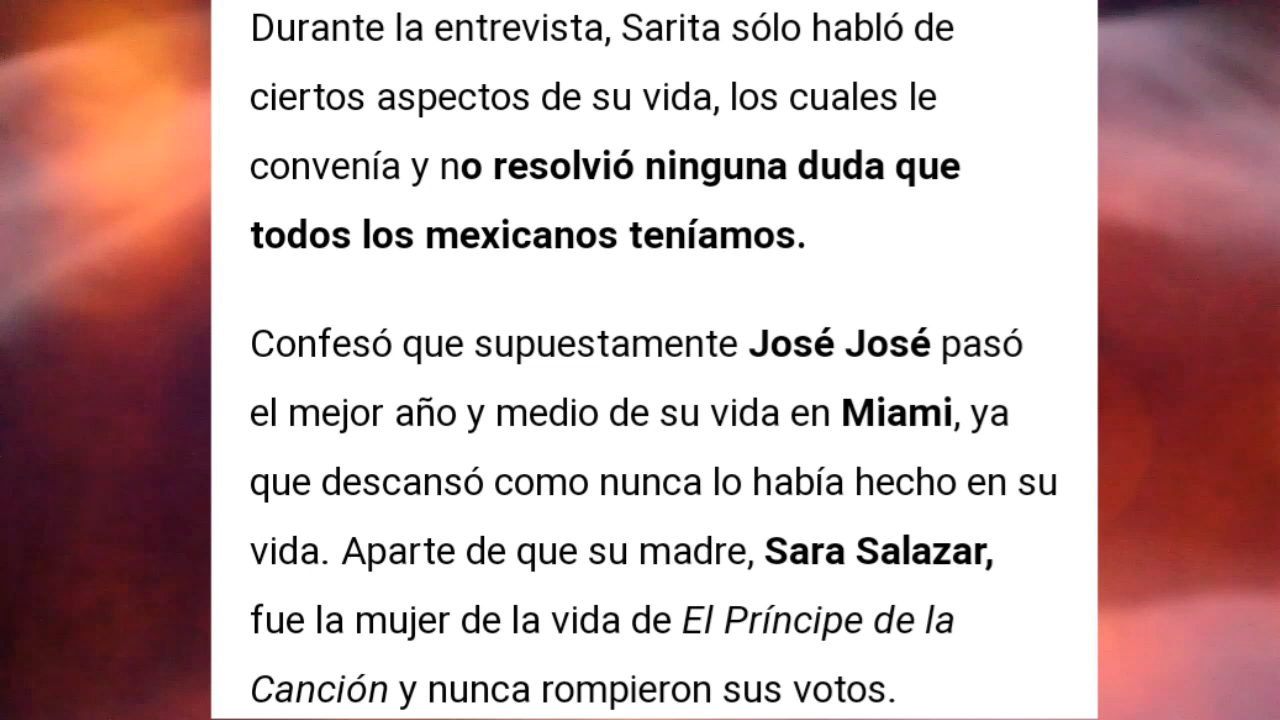 Durante la entrevista, Sarita sólo habló de
ciertos aspectos de su vida, los cuales le
convenía y no resolvió ninguna duda que
todos los mexicanos teníamos.
Confesó que supuestamente José José pasó
el mejor año y medio de su vida en Miami, ya
que descansó como nunca lo había hecho en su
vida. Aparte de que su madre, Sara Salazar,
fue la mujer de la vida de El Príncipe de la
Canción y nunca rompieron sus votos.